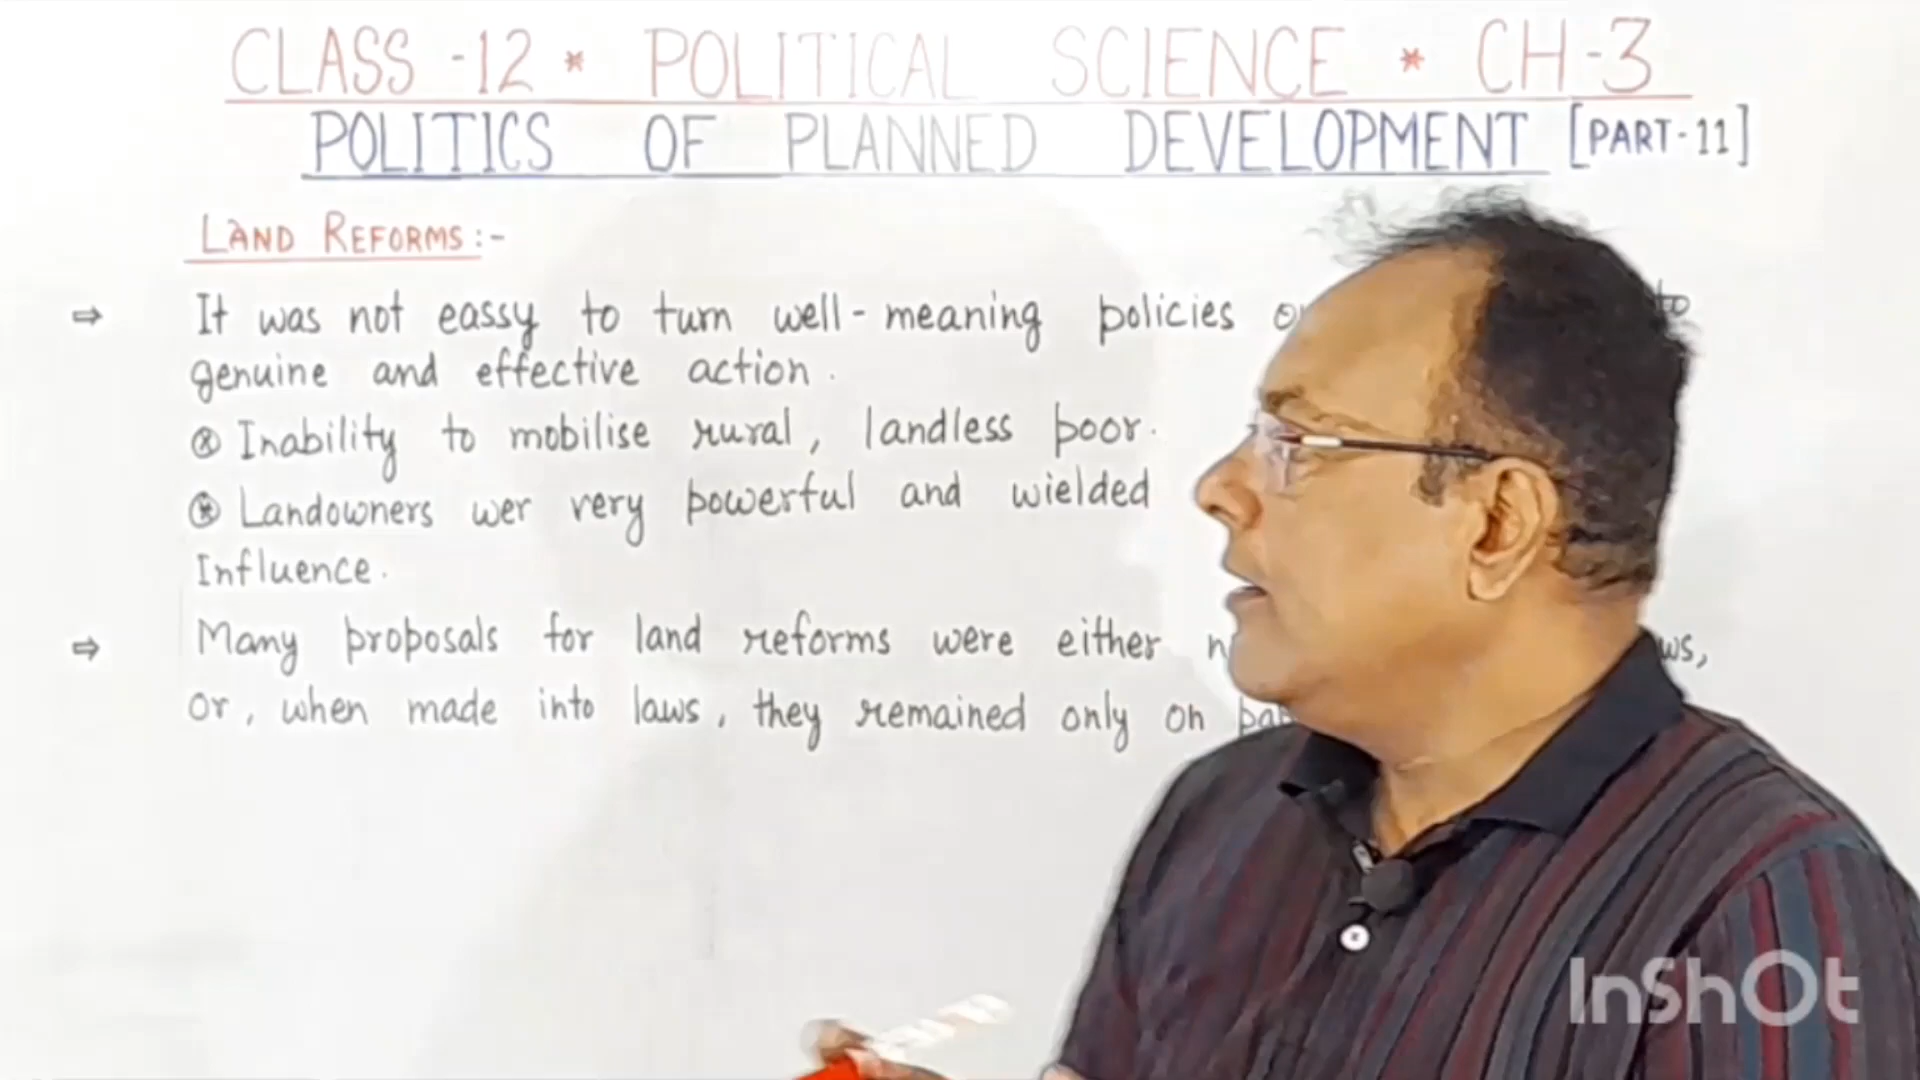 CLASS -12 * POLITICAL SCIENCE * CH-3
POLITICS OF PLANNED DEVELOPMENT [PART-11]
LAND REFORMS :-
⇒ It was not eassy to turn well-meaning policies to
genuine and effective action.
Inability to mobilise rural, landless poor.
Landowners wer very powerful and wielded
Influence.
⇒ Many proposals for land reforms were either
or, when made into laws, they remained only on
InShOt